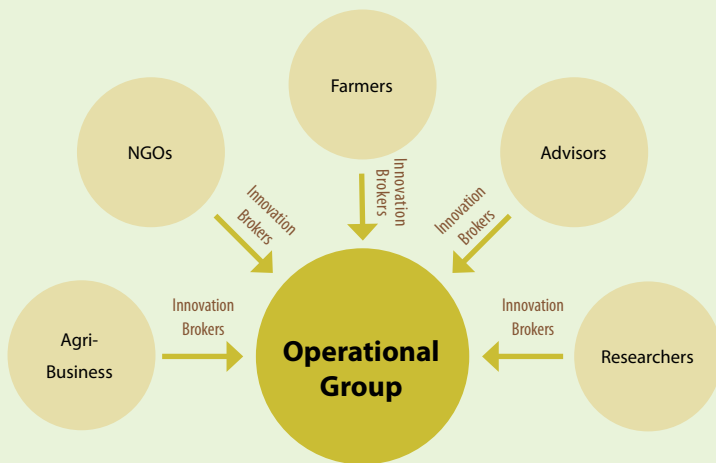 Farmers
NGOs
Advisors
Innovation
Brokers
Innovation
Brokers
Innovation
Brokers
Innovation
Brokers
Innovation
Brokers
Agri-
Business
Operational
Group
Researchers